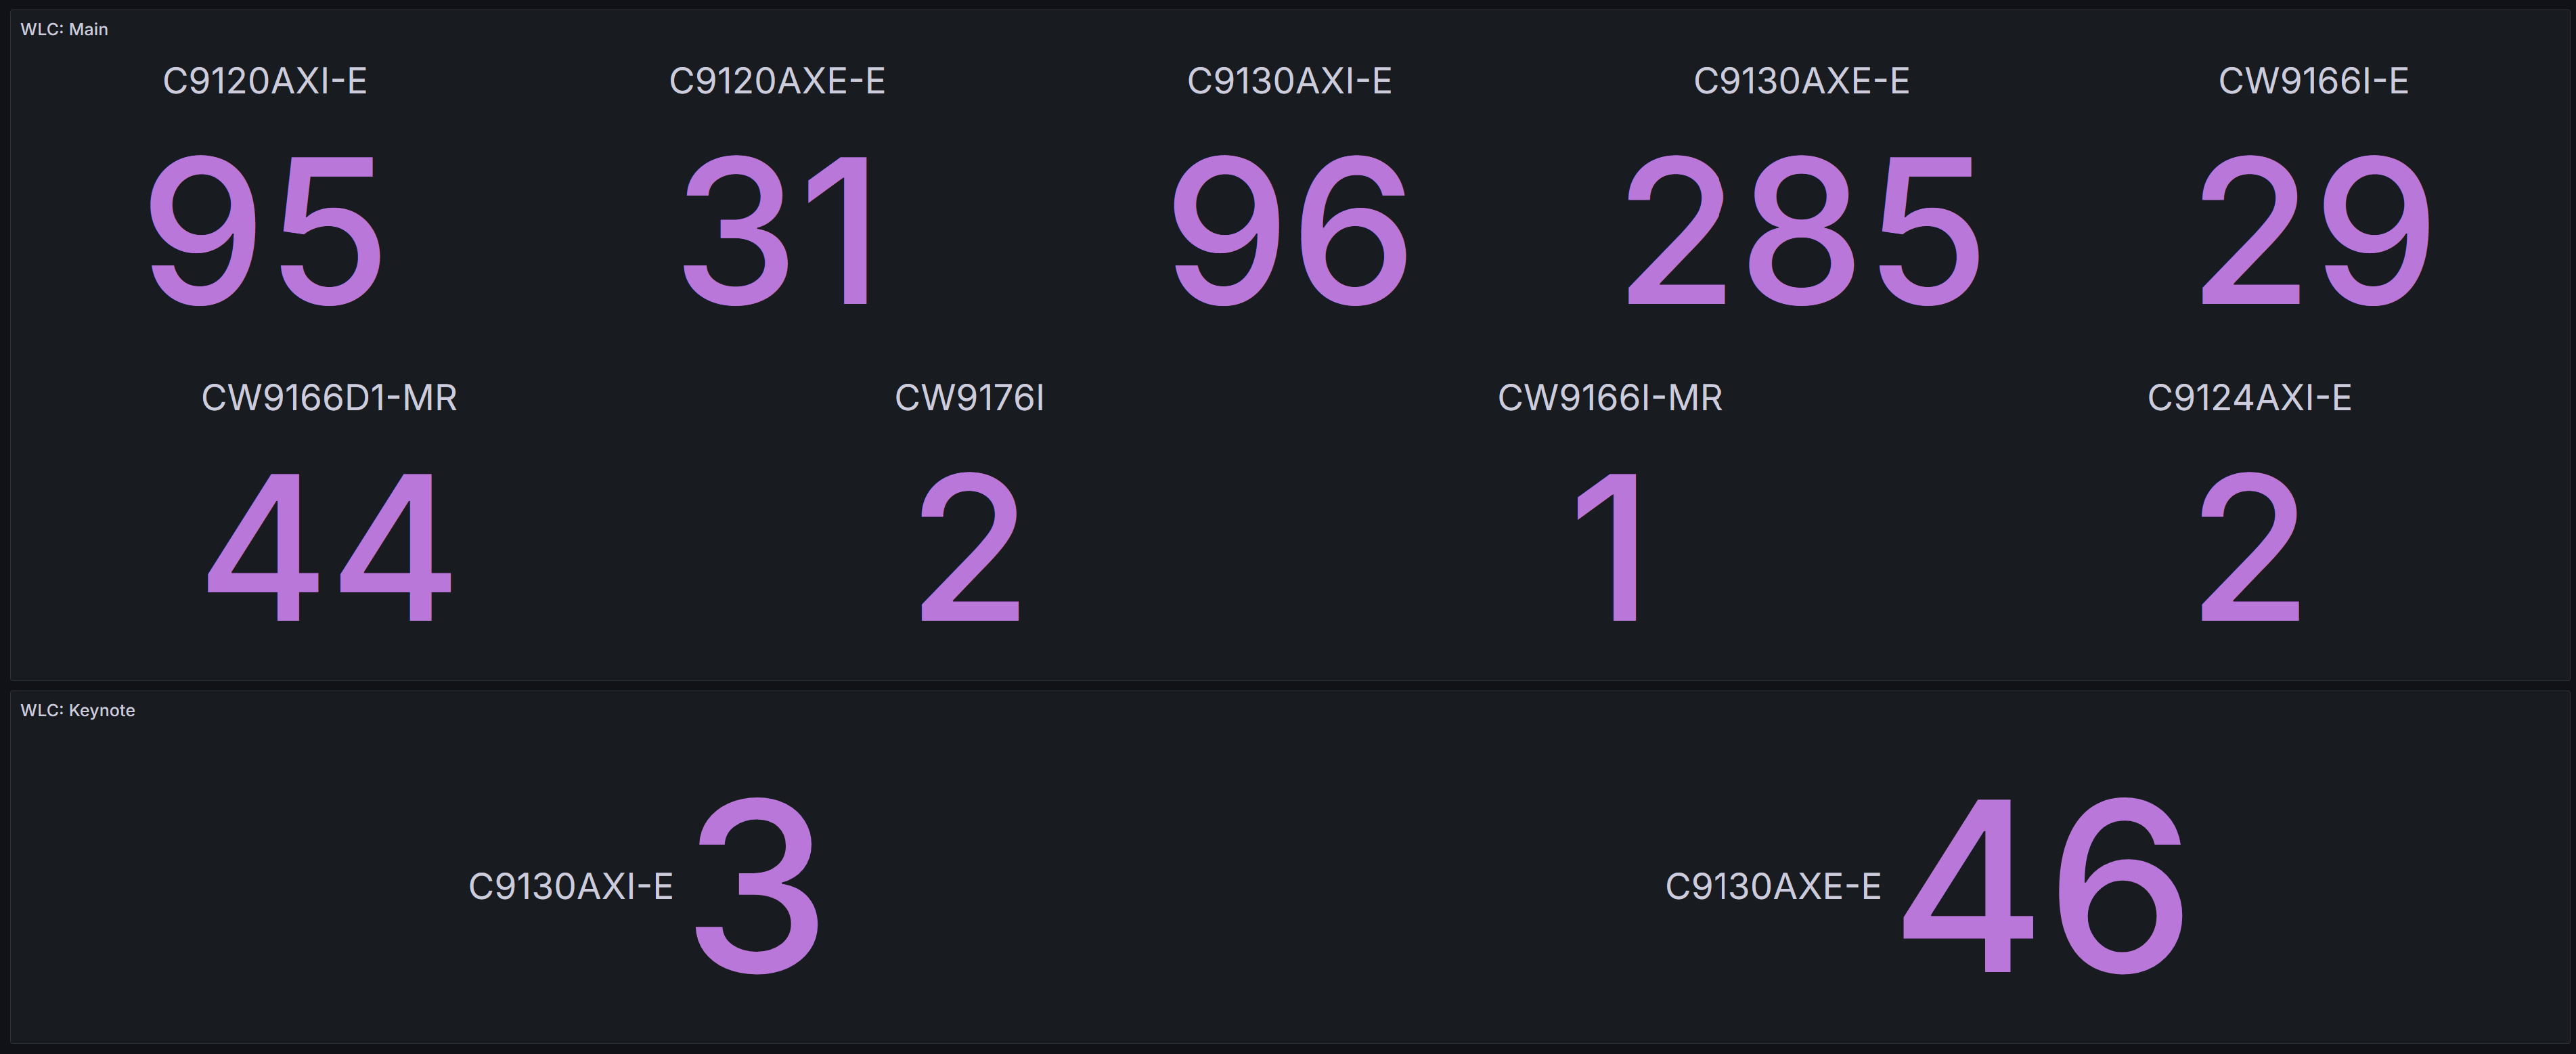 WLC: Main
C9120AXI-E C9120AXE-E C9130AXI-E C9130AXE-E CW9166I-E
95 31 96 285 29
CW9166D1-MR CW9176I CW9166I-MR C9124AXI-E
44 2 1 2
WLC: Keynote
C9130AXI-E 3 C9130AXE-E 46